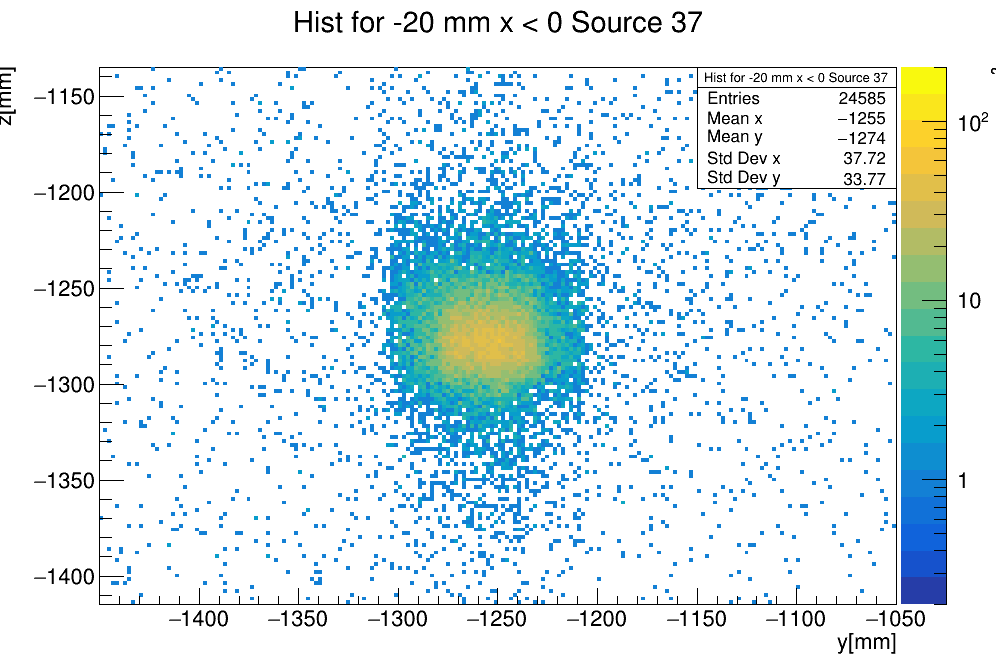 Hist for -20 mm x < 0 Source 37
z[mm]
Hist for -20 mm x < 0 Source 37
Entries 24585
Mean x −1255
Mean y −1274
Std Dev x 37.72
Std Dev y 33.77
−1150
−1200
−1250
−1300
−1350
−1400
10²
10
1
−1400 −1350 −1300 −1250 −1200 −1150 −1100 −1050
y[mm]